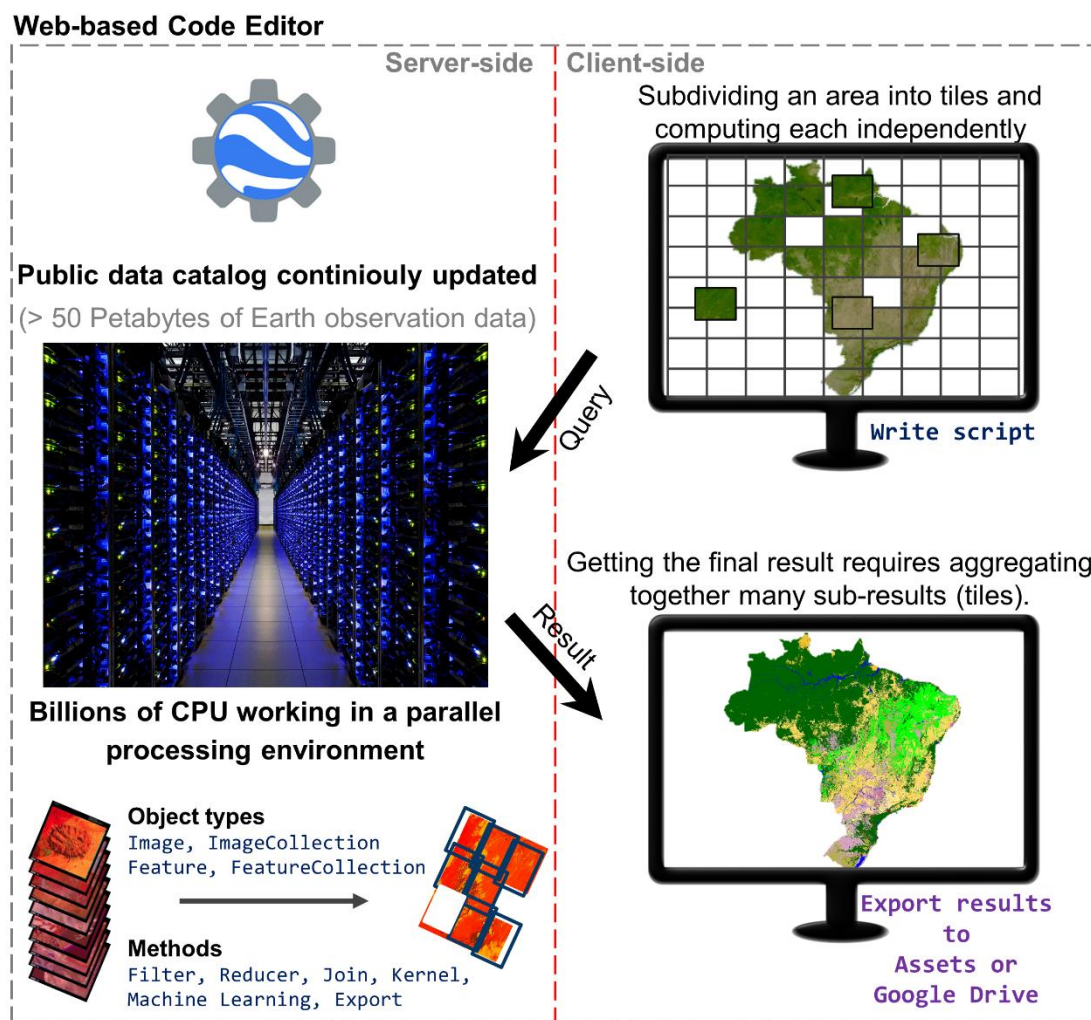 Web-based Code Editor
Server-side
Public data catalog continiouly updated
(> 50 Petabytes of Earth observation data)
Billions of CPU working in a parallel
processing environment
Object types
Image, ImageCollection
Feature, FeatureCollection
Methods
Filter, Reducer, Join, Kernel,
Machine Learning, Export
Query
Result
Client-side
Subdividing an area into tiles and
computing each independently
Write script
Getting the final result requires aggregating
together many sub-results (tiles).
Export results
to
Assets or
Google Drive